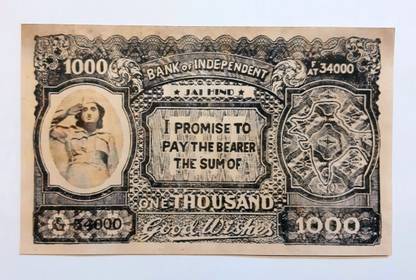 1000
BANK OF INDEPENDENT
F/AT 34000
★ JAI HIND ★
I PROMISE TO
PAY THE BEARER
THE SUM OF
ONE THOUSAND
34000
Good Wishes
1000